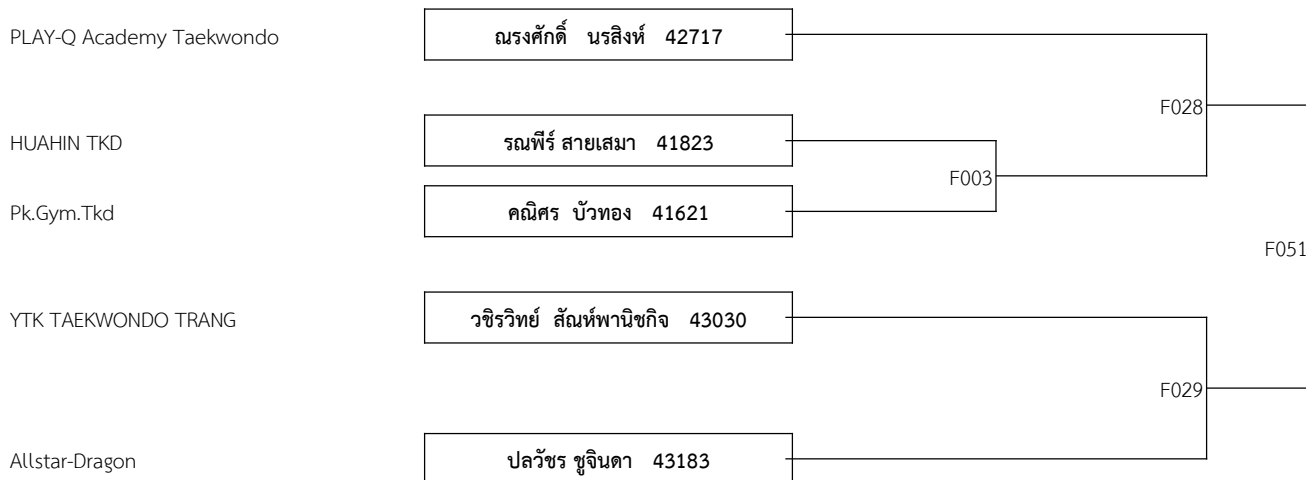 PLAY-Q Academy Taekwondo ณรงศักดิ์ นรสิงห์ 42717
F028
HUAHIN TKD รณพีร์ สายเสมา 41823
F003
Pk.Gym.Tkd คณิศร บัวทอง 41621
F051
YTK TAEKWONDO TRANG วชิรวิทย์ สัณห์พานิชกิจ 43030
F029
Allstar-Dragon ปลวัชร ชูจินดา 43183